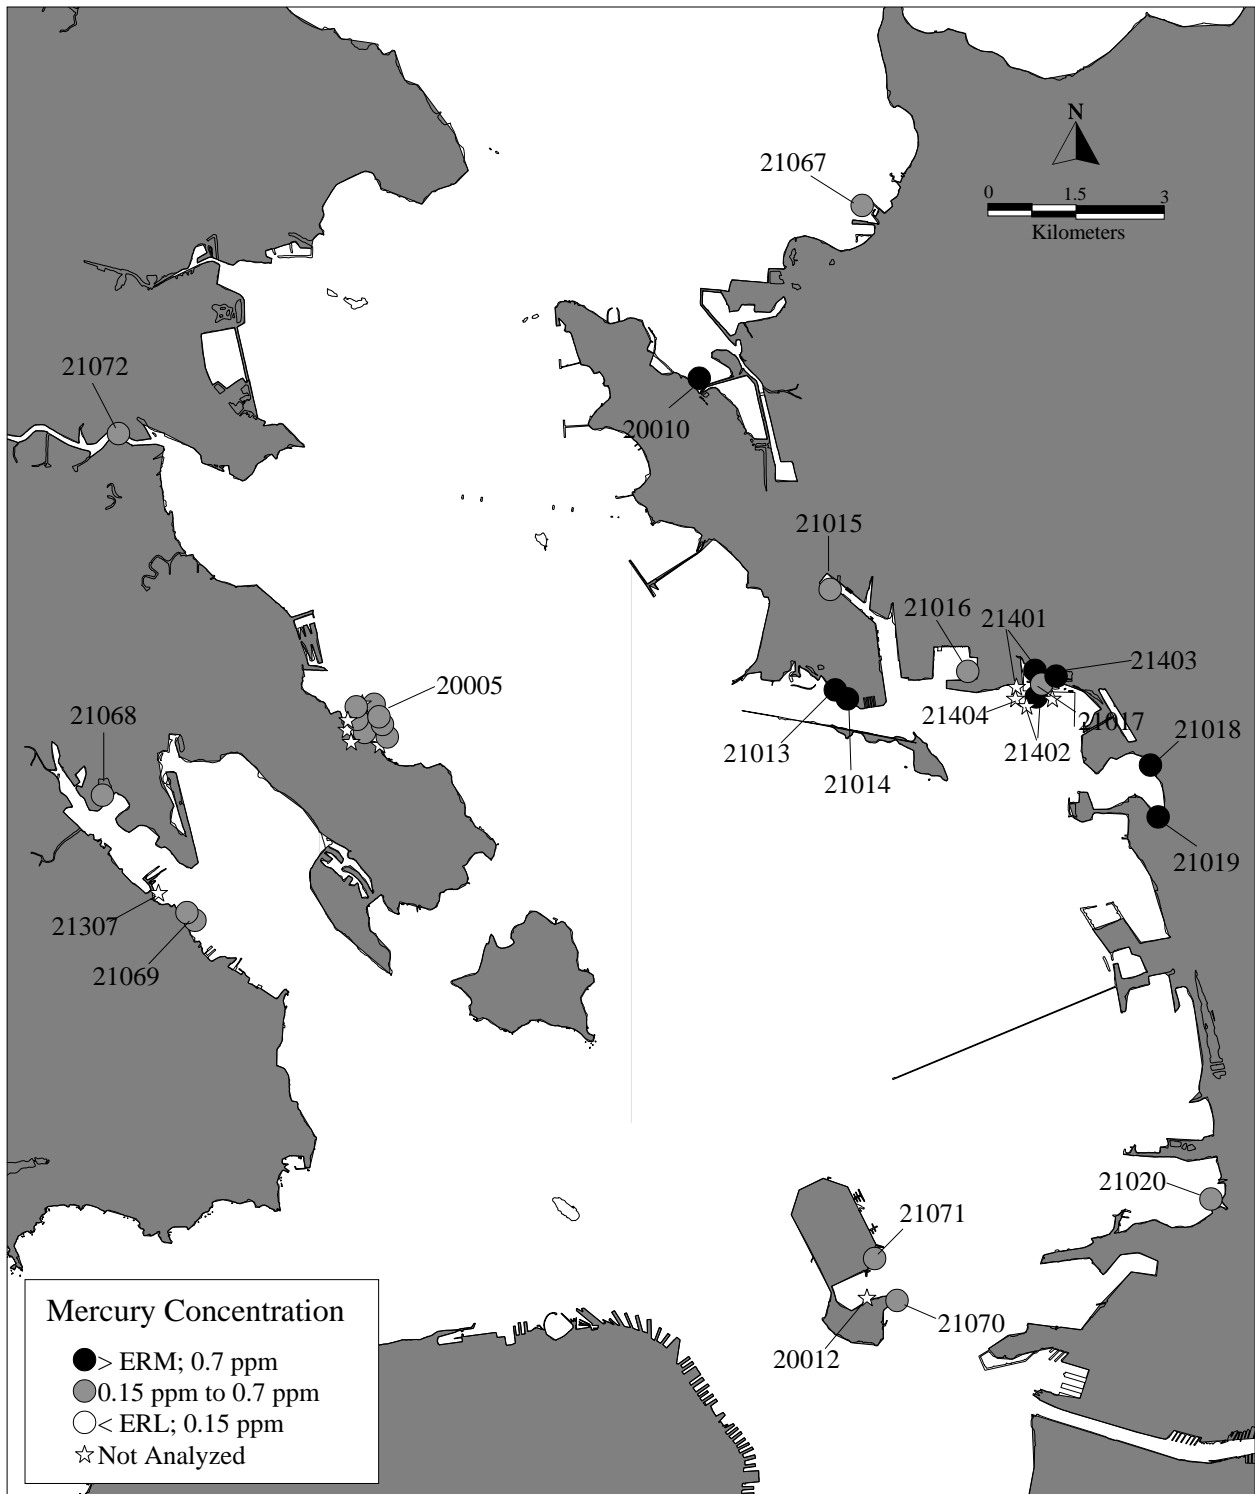 N
0 1.5 3
Kilometers
21067
21072
20010
21015
21016
21401
21403
20005
21068
21404
21017
21013
21402
21018
21014
21019
21307
21069
21020
21071
21070
20012
Mercury Concentration
> ERM; 0.7 ppm
0.15 ppm to 0.7 ppm
< ERL; 0.15 ppm
Not Analyzed